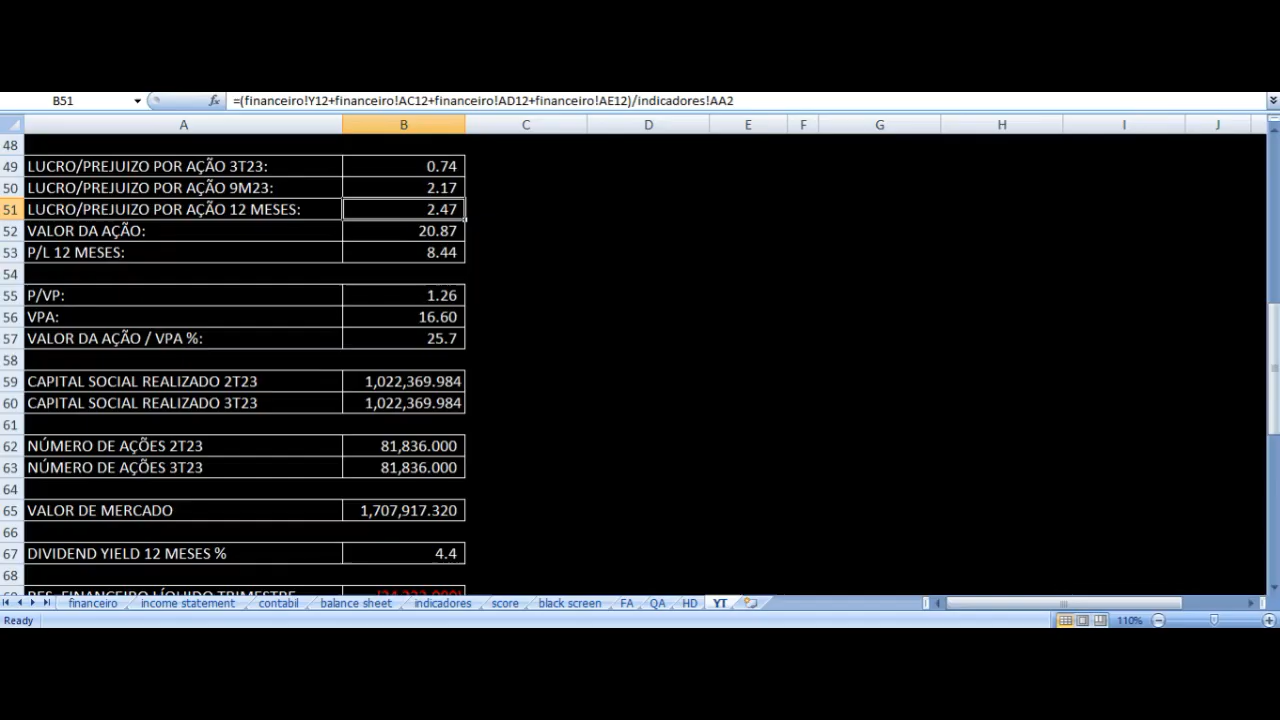 B51 fx =(financeiro!Y12+financeiro!AC12+financeiro!AD12+financeiro!AE12)/indicadores!AA2
A B C D E F G H I J
48
49 LUCRO/PREJUIZO POR AÇÃO 3T23: 0.74
50 LUCRO/PREJUIZO POR AÇÃO 9M23: 2.17
51 LUCRO/PREJUIZO POR AÇÃO 12 MESES: 2.47
52 VALOR DA AÇÃO: 20.87
53 P/L 12 MESES: 8.44
54
55 P/VP: 1.26
56 VPA: 16.60
57 VALOR DA AÇÃO / VPA %: 25.7
58
59 CAPITAL SOCIAL REALIZADO 2T23 1,022,369.984
60 CAPITAL SOCIAL REALIZADO 3T23 1,022,369.984
61
62 NÚMERO DE AÇÕES 2T23 81,836.000
63 NÚMERO DE AÇÕES 3T23 81,836.000
64
65 VALOR DE MERCADO 1,707,917.320
66
67 DIVIDEND YIELD 12 MESES % 4.4
68
RES. FINANCEIRO LÍQUIDO TRIMESTRE
financeiro income statement contabil balance sheet indicadores score black screen FA QA HD YT
Ready 110%